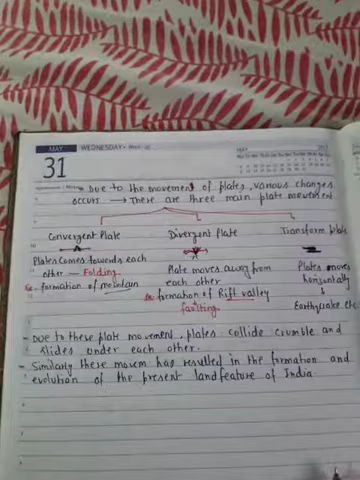 MAY WEDNESDAY
31
→ Due to the movement of plates, various changes
occurs → There are three main plate movement
Convergent Plate Divergent Plate Transform plate
Plates comes towards each Plate moves away from Plates moves
other — Folding. each other horizontally
Ex- formation of mountain Ex- formation of Rift valley
faulting. Earthquake etc
- Due to these plate movement, plates collide crumble and
slides under each other.
- Similarly these movem has resulted in the formation and
evolution of the present landfeature of India